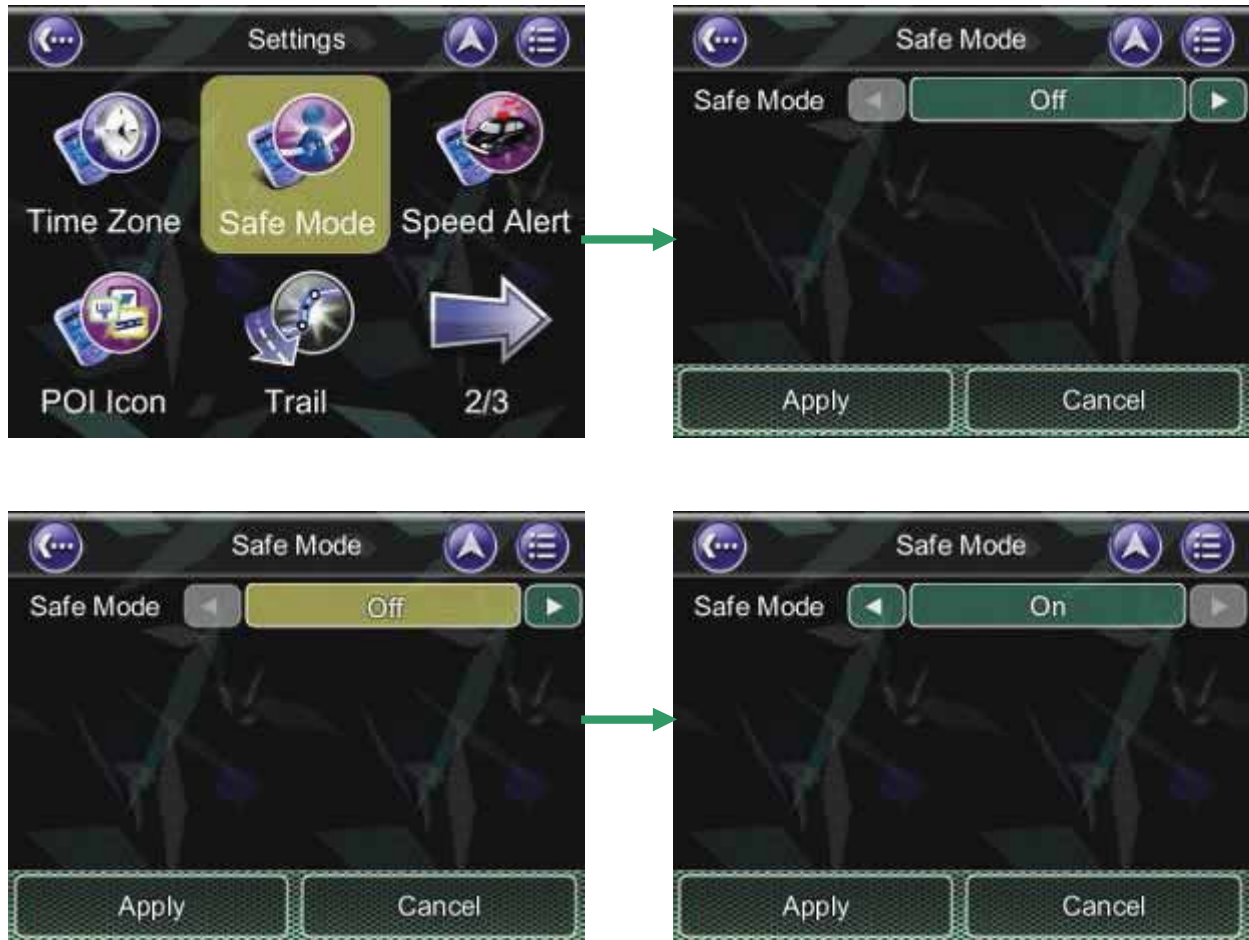 Settings
Time Zone Safe Mode Speed Alert
POI Icon Trail 2/3
Safe Mode
Safe Mode Off
Apply Cancel
Safe Mode
Safe Mode Off
Apply Cancel
Safe Mode
Safe Mode On
Apply Cancel